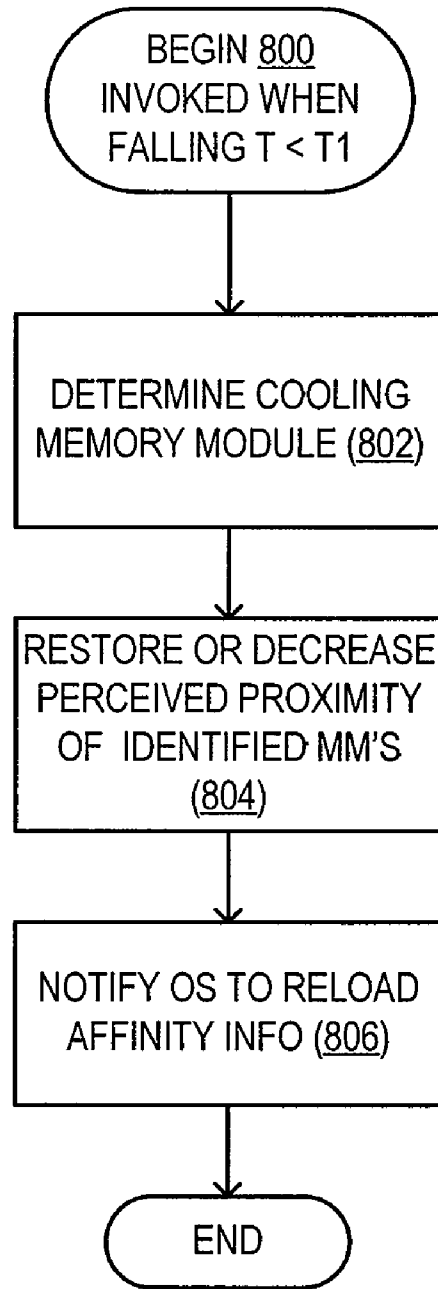 BEGIN 800
INVOKED WHEN
FALLING T < T1
DETERMINE COOLING
MEMORY MODULE (802)
RESTORE OR DECREASE
PERCEIVED PROXIMITY
OF IDENTIFIED MM'S
(804)
NOTIFY OS TO RELOAD
AFFINITY INFO (806)
END